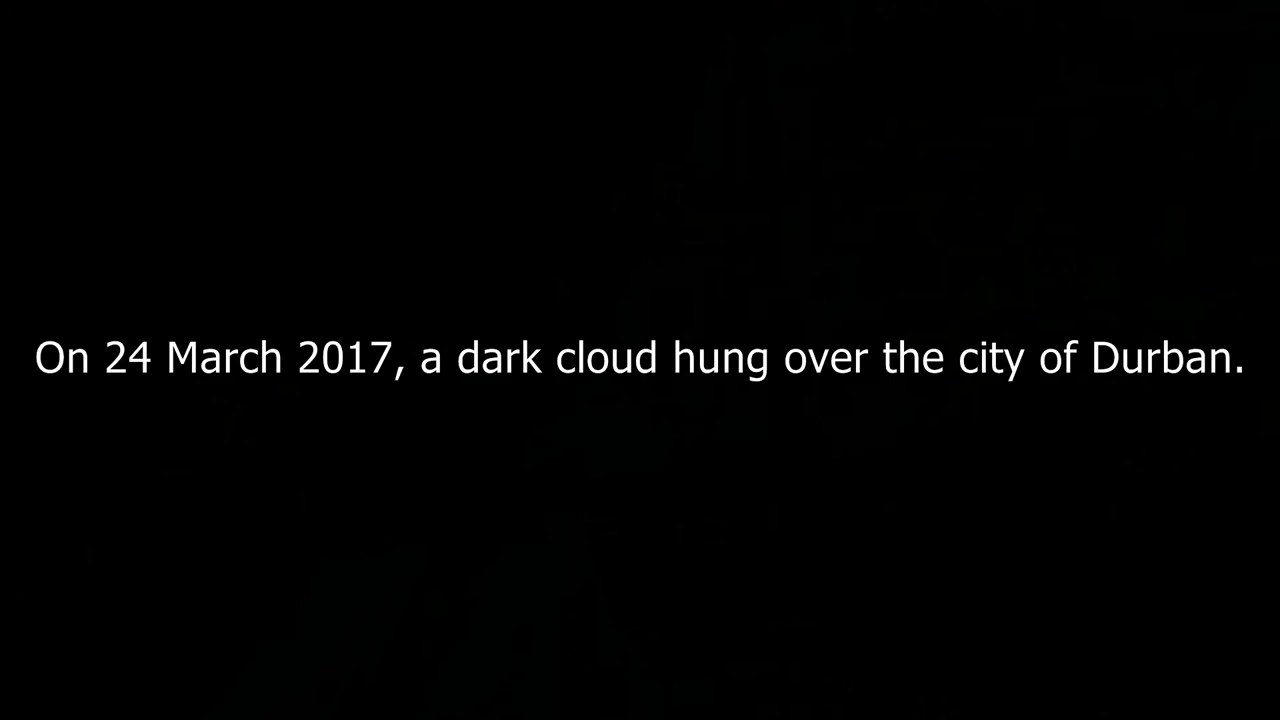 On 24 March 2017, a dark cloud hung over the city of Durban.